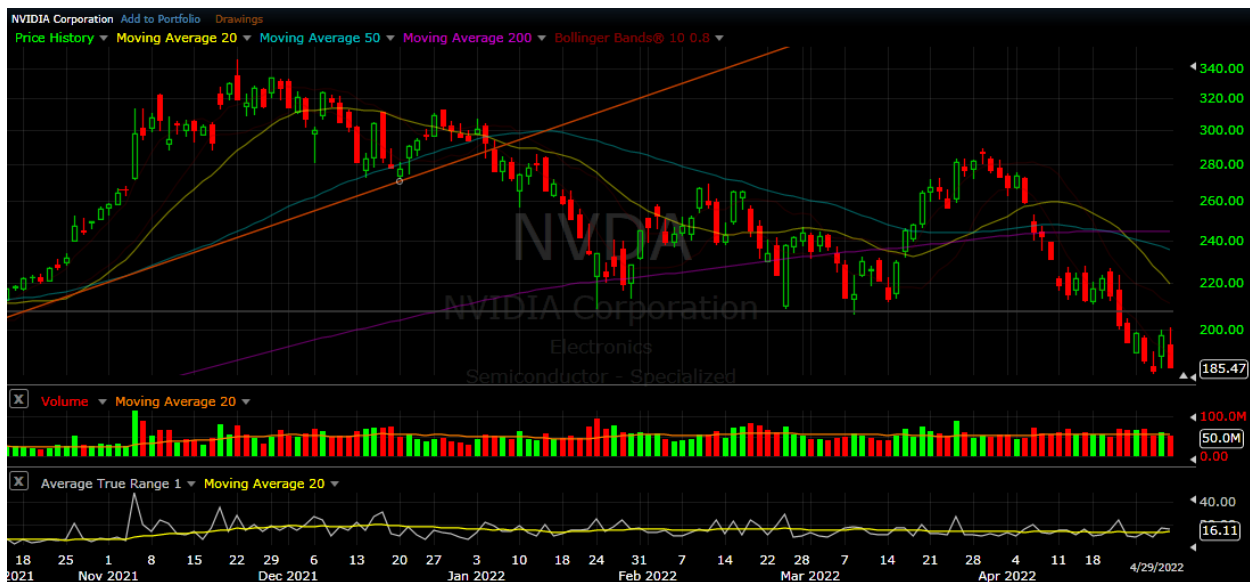 NVIDIA Corporation Add to Portfolio Drawings
Price History Moving Average 20 Moving Average 50 Moving Average 200 Bollinger Bands® 10 0.8
340.00
320.00
300.00
280.00
260.00
NVDA
240.00
220.00
NVIDIA Corporation
200.00
Electronics
Semiconductor - Specialized
185.47
X Volume Moving Average 20
100.0M
50.0M
0.00
X Average True Range 1 Moving Average 20
40.00
16.11
18 25 1 8 15 22 29 6 13 20 27 3 10 18 24 31 7 14 22 28 7 14 21 28 4 11 18
2021 Nov 2021 Dec 2021 Jan 2022 Feb 2022 Mar 2022 Apr 2022 4/29/2022